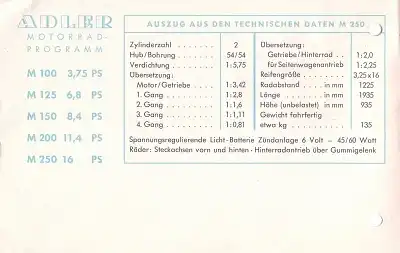 ADLER
MOTORRAD-
PROGRAMM
M 100 3,75 PS
M 125 6,8 PS
M 150 8,4 PS
M 200 11,4 PS
M 250 16 PS
AUSZUG AUS DEN TECHNISCHEN DATEN M 250
Zylinderzahl . . . . . . . 2
Hub/Bohrung . . . . . . . 54/54
Verdichtung . . . . . . . 1:5,75
Übersetzung:
Motor/Getriebe . . . . 1:3,42
1. Gang . . . . . . . . 1:2,8
2. Gang . . . . . . . . 1:1,6
3. Gang . . . . . . . . 1:1,11
4. Gang . . . . . . . . 1:0,81
Übersetzung:
Getriebe/Hinterrad . . 1:2,0
für Seitenwagenantrieb 1:2,25
Reifengröße . . . . . . . 3,25x16
Radabstand . . . . in mm 1225
Länge . . . . . . in mm 1935
Höhe (unbelastet) in mm 935
Gewicht fahrfertig
etwa kg . . . . . . . . 135
Spannungsregulierende Licht-Batterie Zündanlage 6 Volt – 45/60 Watt
Räder: Steckachsen vorn und hinten · Hinterradantrieb über Gummigelenk